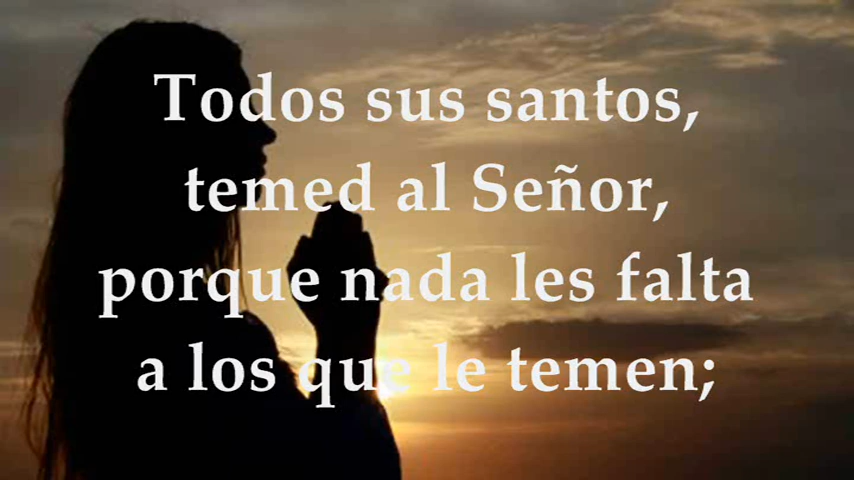 Todos sus santos,
temed al Señor,
porque nada les falta
a los que le temen;